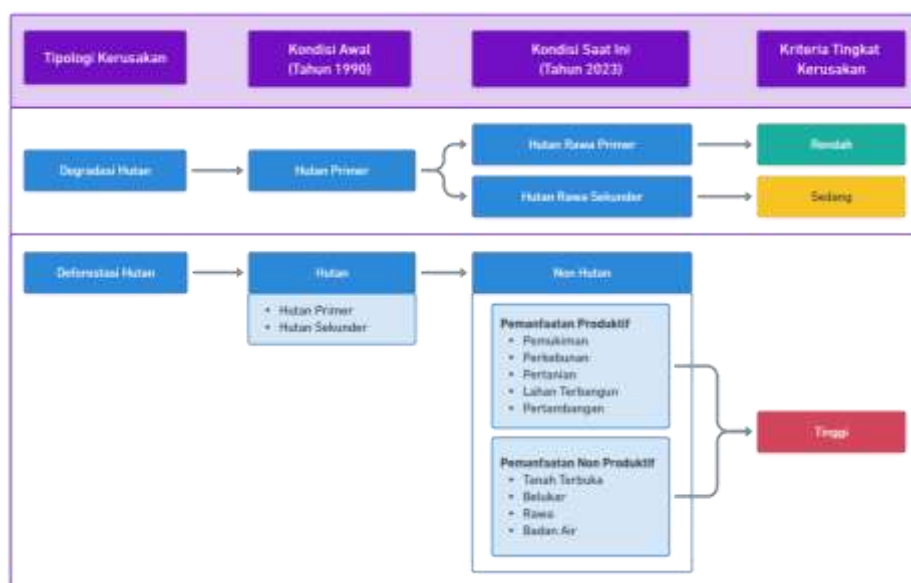 Tipologi Kerusakan
Kondisi Awal
(Tahun 1990)
Kondisi Saat Ini
(Tahun 2023)
Kriteria Tingkat
Kerusakan
Degradasi Hutan
Hutan Primer
Hutan Rawa Primer
Rendah
Hutan Rawa Sekunder
Sedang
Deforestasi Hutan
Hutan
• Hutan Primer
• Hutan Sekunder
Non Hutan
Pemanfaatan Produktif
• Pemukiman
• Perkebunan
• Pertanian
• Lahan Terbangun
• Pertambangan
Tinggi
Pemanfaatan Non Produktif
• Tanah Terbuka
• Belukar
• Rawa
• Badan Air